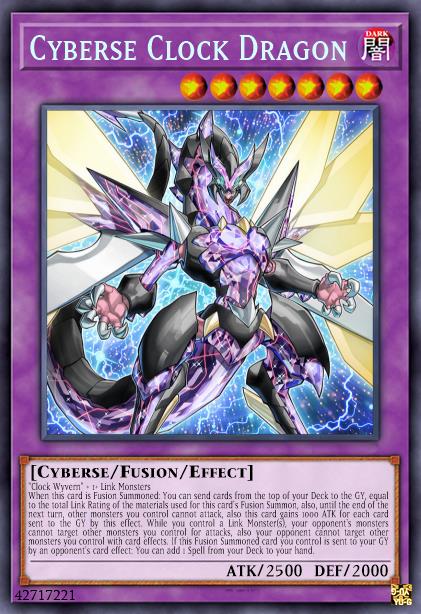 CYBERSE CLOCK DRAGON
DARK
闇
[CYBERSE/FUSION/EFFECT]
"Clock Wyvern" + 1+ Link Monsters
When this card is Fusion Summoned: You can send cards from the top of your Deck to the GY, equal
to the total Link Rating of the materials used for this card's Fusion Summon, also, until the end of the
next turn, other monsters you control cannot attack, also this card gains 1000 ATK for each card
sent to the GY by this effect. While you control a Link Monster(s), your opponent's monsters
cannot target other monsters you control for attacks, also your opponent cannot target other
monsters you control with card effects. If this Fusion Summoned card you control is sent to your GY
by an opponent's card effect: You can add 1 Spell from your Deck to your hand.
ATK/2500 DEF/2000
42717221